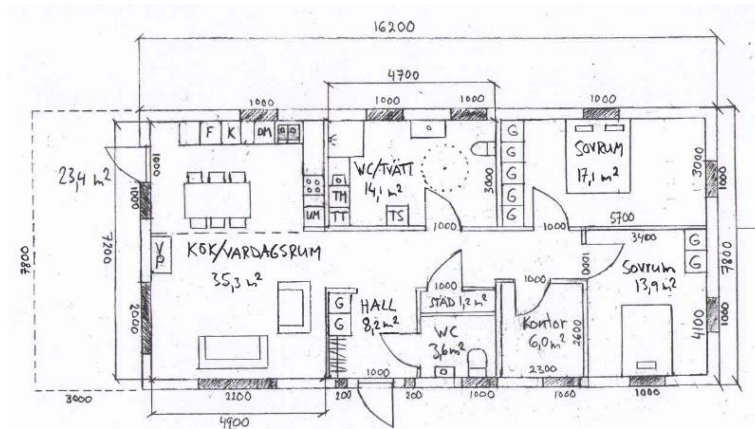 16200
4700
1000
1000
1000
1000
F K DM
G
G
G
G
G
SOVRUM
17,1 m²
3000
1000
23,4 m²
1000
1000
WC/TVÄTT
14,1 m²
3000
TM
TT
TS
UM
1000
1000
5700
7800
7200
VP
KÖK/VARDAGSRUM
35,3 m²
3400
G
G
1000
Sovrum
13,9 m²
7800
1000
1000
STÄD 1,2 m²
HALL
8,2 m²
G
G
WC
3,6 m²
Kontor
6,0 m²
2600
4100
1000
2000
1000
2300
3000
2200
200
200
1000
1000
1000
4900